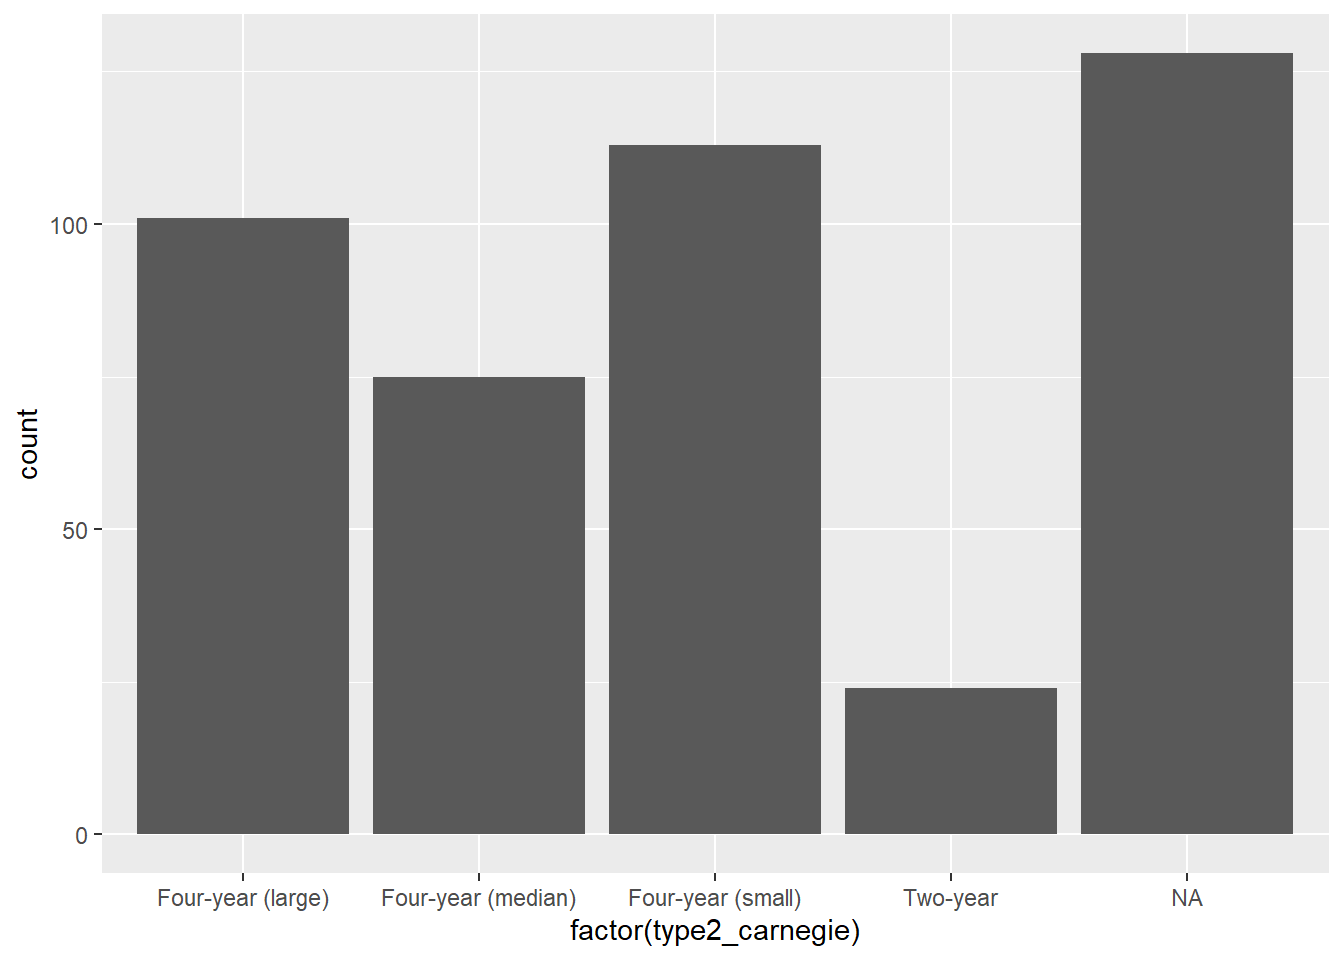 count
100
50
0
Four-year (large) Four-year (median) Four-year (small) Two-year NA
factor(type2_carnegie)